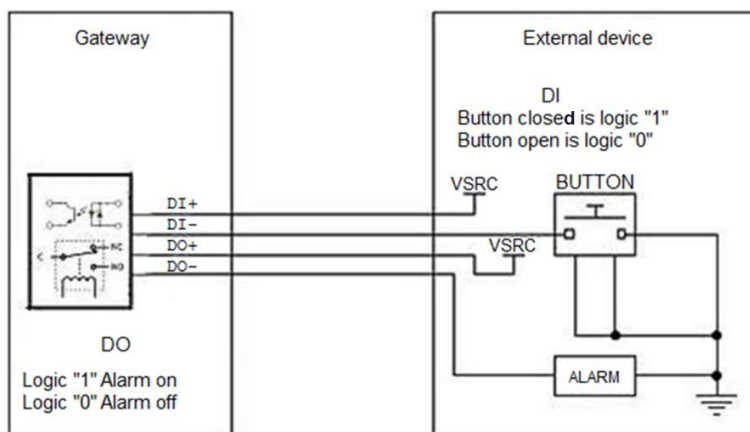 Gateway
External device
DI
Button closed is logic "1"
Button open is logic "0"
VSRC
BUTTON
DI+
DI-
DO+
DO-
VSRC
C
NC
NO
DO
Logic "1" Alarm on
Logic "0" Alarm off
ALARM